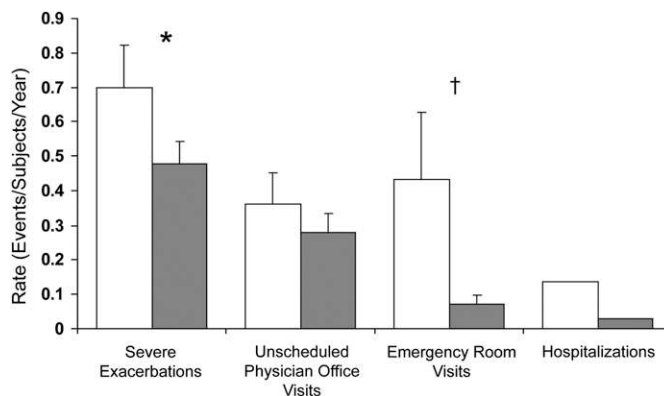 Rate (Events/Subjects/Year)
0.9
0.8
0.7
0.6
0.5
0.4
0.3
0.2
0.1
0
*
†
Severe
Exacerbations
Unscheduled
Physician Office
Visits
Emergency Room
Visits
Hospitalizations